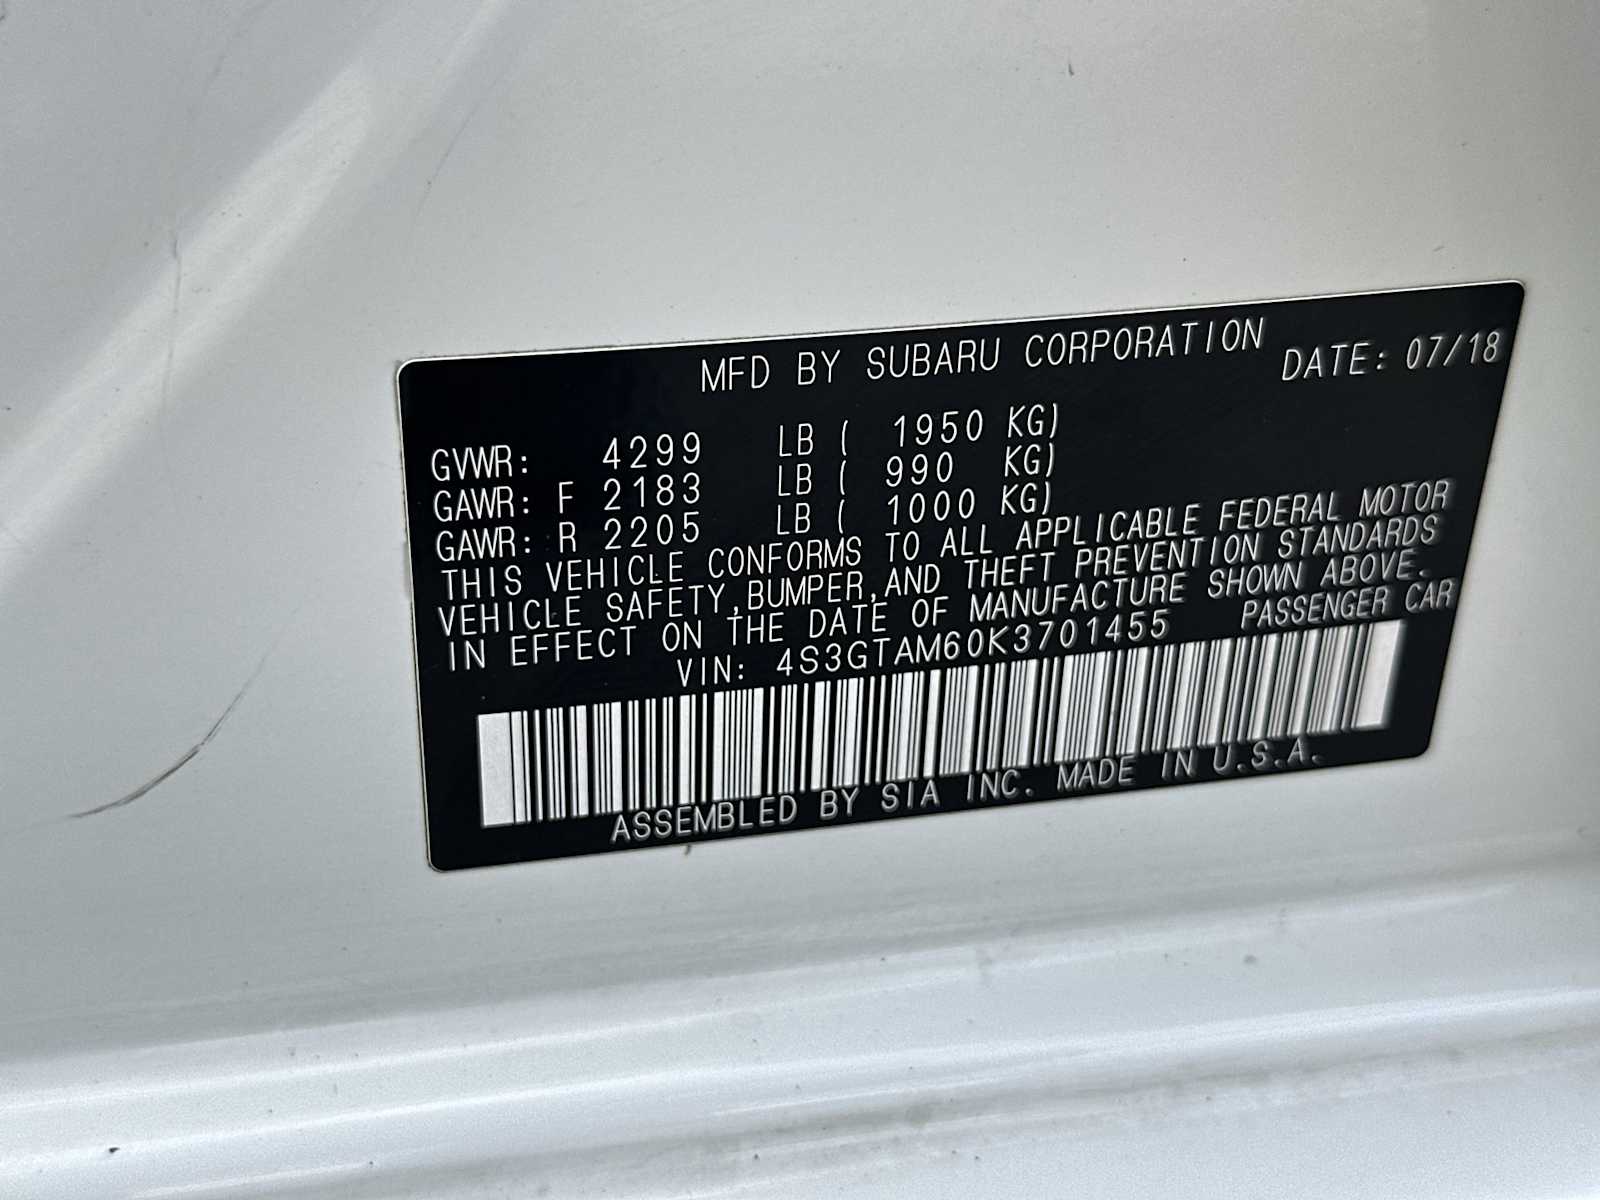 MFD BY SUBARU CORPORATION DATE: 07/18
GVWR: 4299 LB ( 1950 KG)
GAWR: F 2183 LB ( 990 KG)
GAWR: R 2205 LB ( 1000 KG)
THIS VEHICLE CONFORMS TO ALL APPLICABLE FEDERAL MOTOR
VEHICLE SAFETY,BUMPER,AND THEFT PREVENTION STANDARDS
IN EFFECT ON THE DATE OF MANUFACTURE SHOWN ABOVE.
VIN: 4S3GTAM60K3701455 PASSENGER CAR
ASSEMBLED BY SIA INC. MADE IN U.S.A.